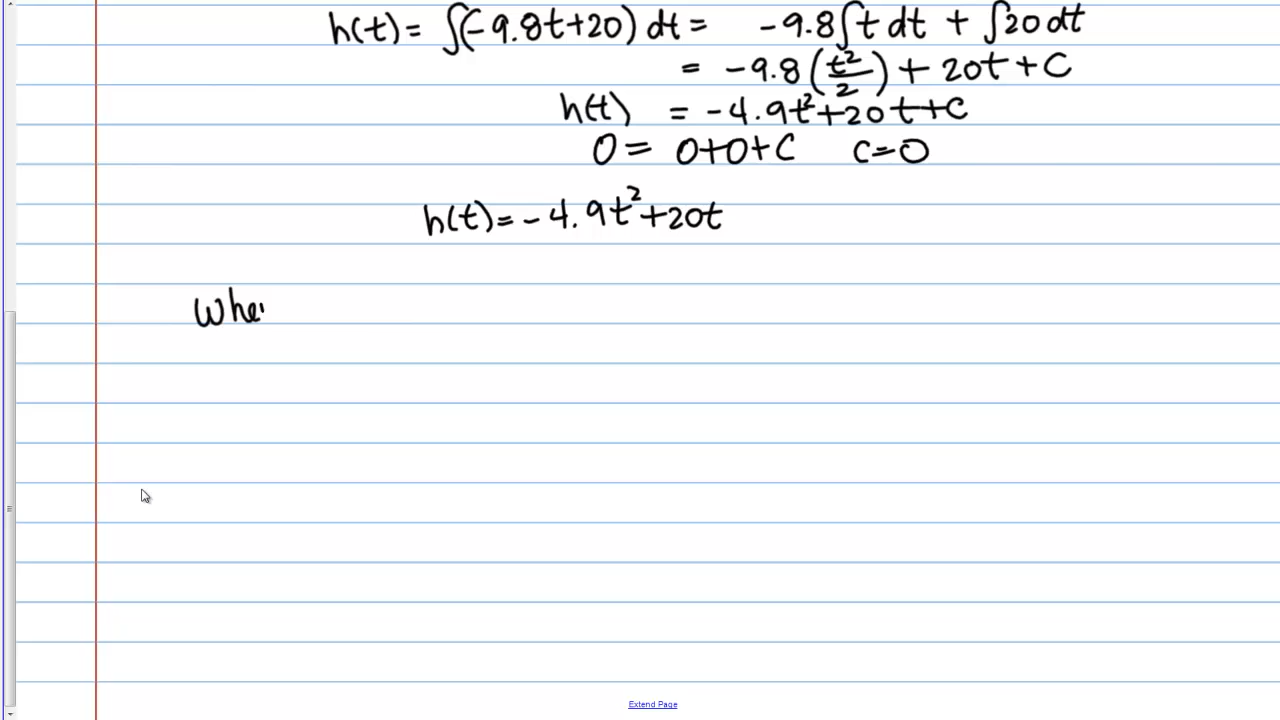 h(t) = ∫(-9.8t+20) dt = -9.8∫t dt + ∫20 dt
= -9.8(t²/2) + 20t + C
h(t) = -4.9t²+20t+C
0 = 0+0+C C=0
h(t) = -4.9t²+20t
Whe
Extend Page